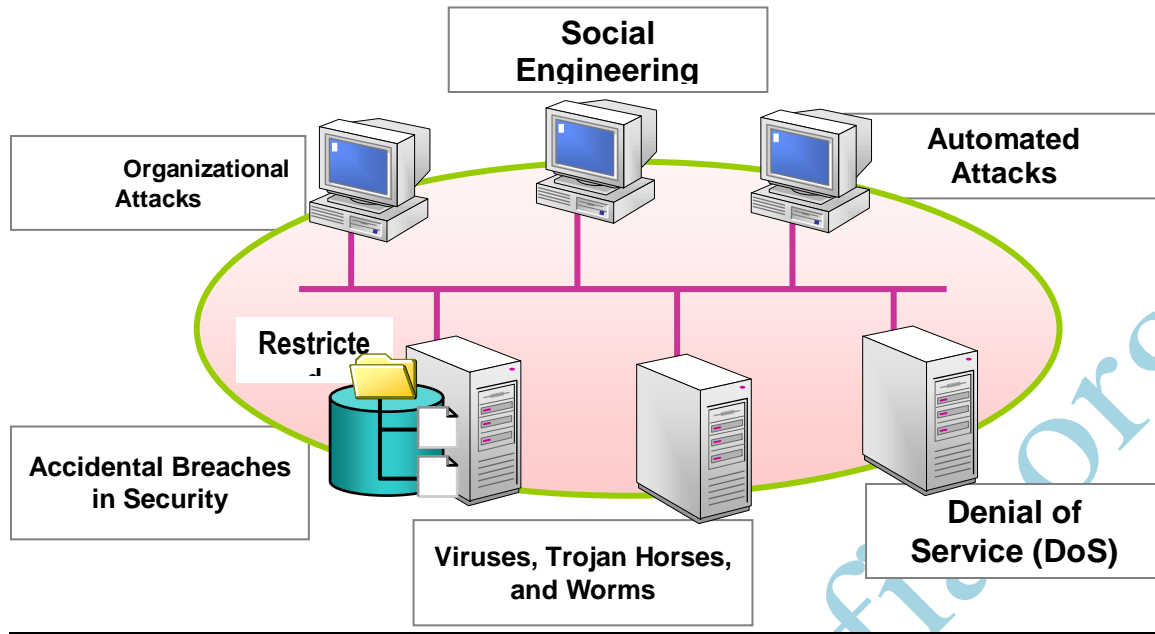 Social
Engineering
Organizational
Attacks
Automated
Attacks
Restricte
Accidental Breaches
in Security
Viruses, Trojan Horses,
and Worms
Denial of
Service (DoS)